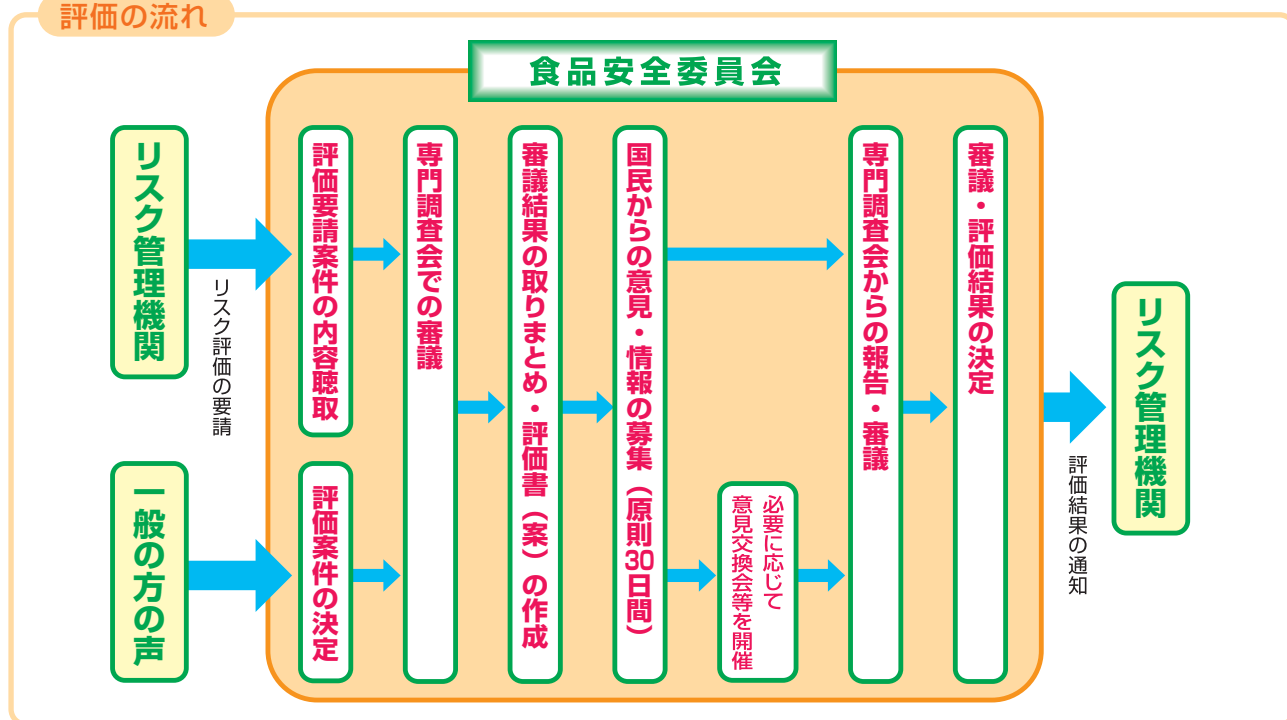 評価の流れ
食品安全委員会
リスク管理機関
リスク評価の要請
一般の方の声
評価要請案件の内容聴取
評価案件の決定
専門調査会での審議
審議結果の取りまとめ・評価書（案）の作成
国民からの意見・情報の募集（原則30日間）
必要に応じて
意見交換会等を開催
専門調査会からの報告・審議
審議・評価結果の決定
評価結果の通知
リスク管理機関